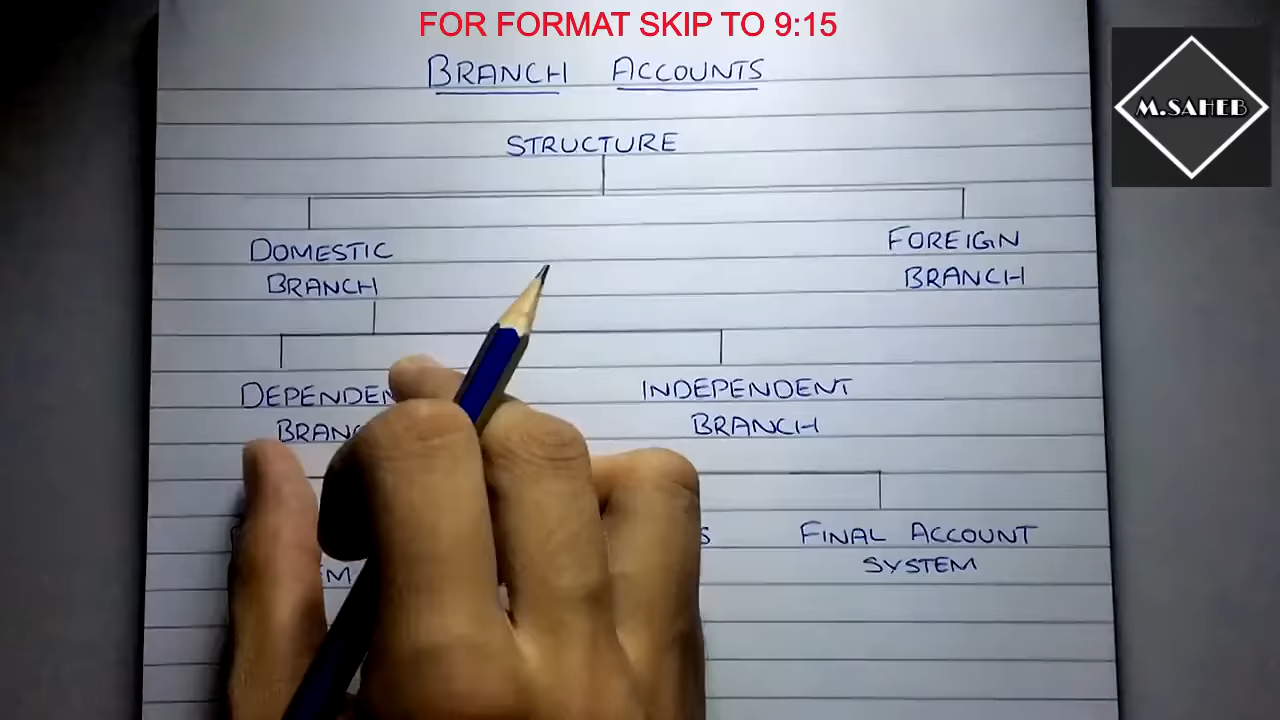 FOR FORMAT SKIP TO 9:15
BRANCH ACCOUNTS
M.SAHEB
STRUCTURE
DOMESTIC
BRANCH
FOREIGN
BRANCH
INDEPENDENT
BRANCH
FINAL ACCOUNT
SYSTEM